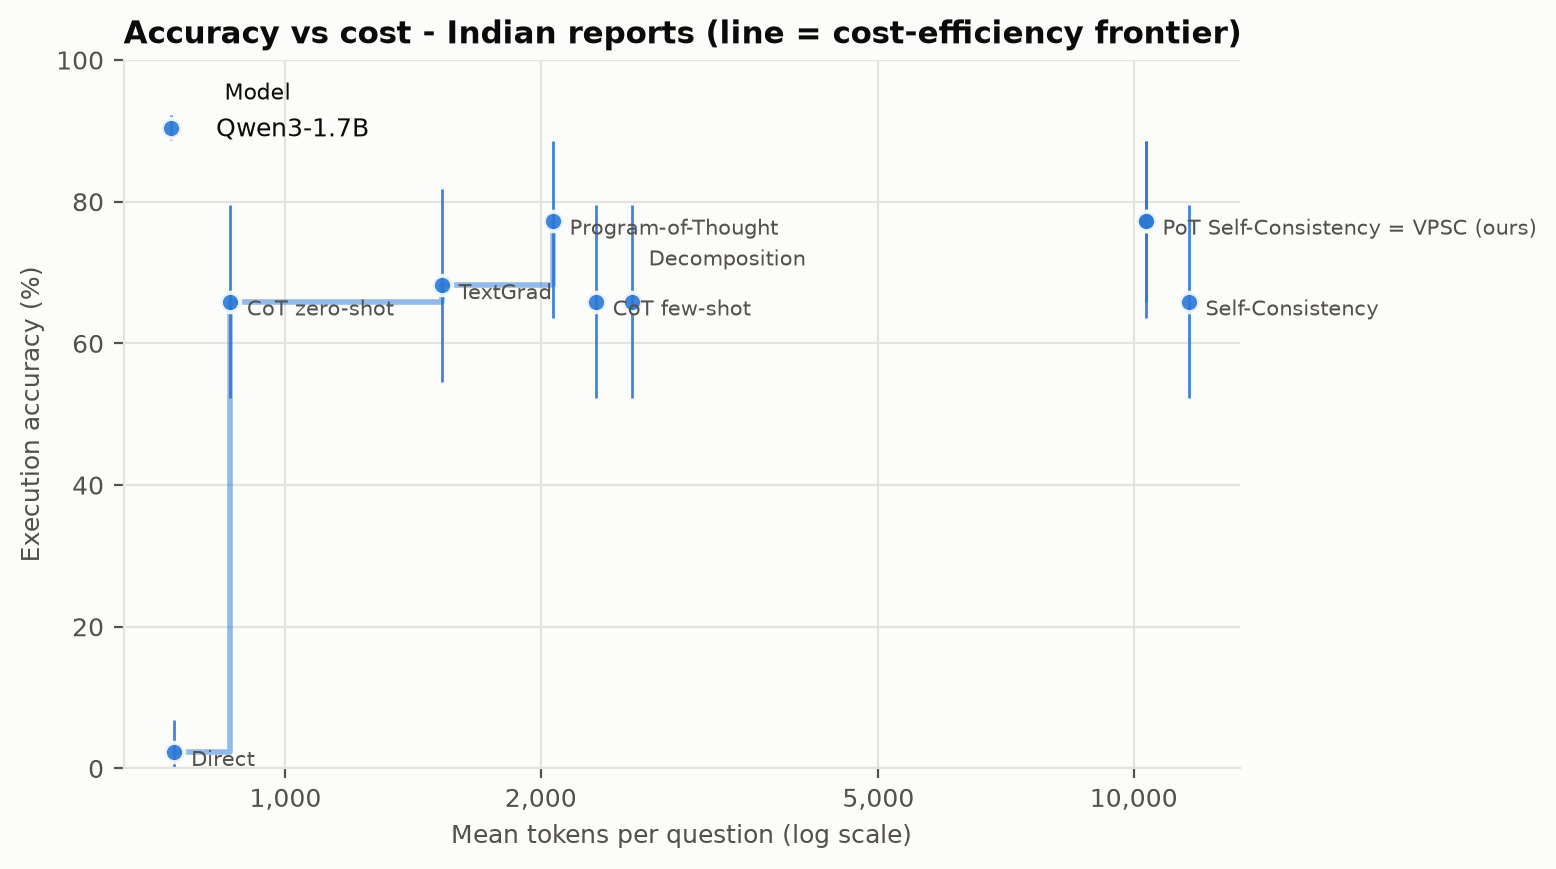 Accuracy vs cost - Indian reports (line = cost-efficiency frontier)
100
80
60
40
20
0
Execution accuracy (%)
Model
Qwen3-1.7B
Program-of-Thought
PoT Self-Consistency = VPSC (ours)
Decomposition
TextGrad
CoT zero-shot
CoT few-shot
Self-Consistency
Direct
1,000
2,000
5,000
10,000
Mean tokens per question (log scale)